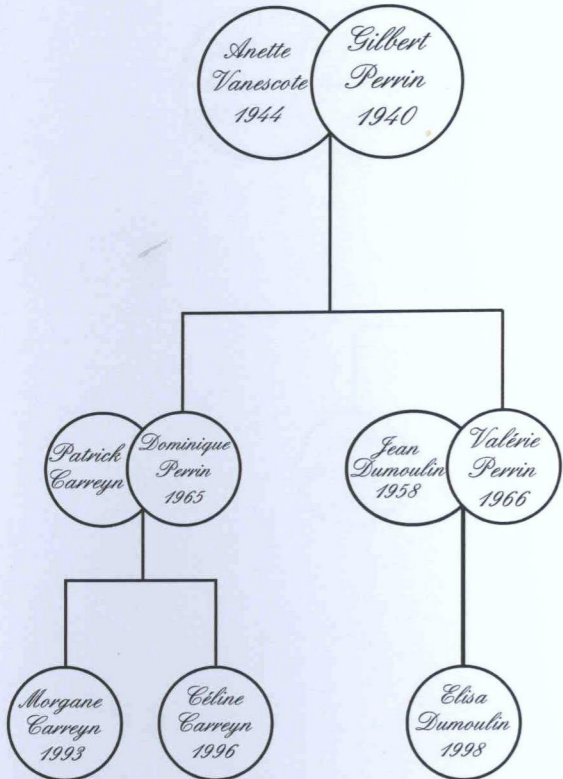 Anette
Vanescote
1944
Gilbert
Perrin
1940
Patrick
Carreyn
Dominique
Perrin
1965
Jean
Dumoulin
1958
Valérie
Perrin
1966
Morgane
Carreyn
1993
Céline
Carreyn
1996
Elisa
Dumoulin
1998